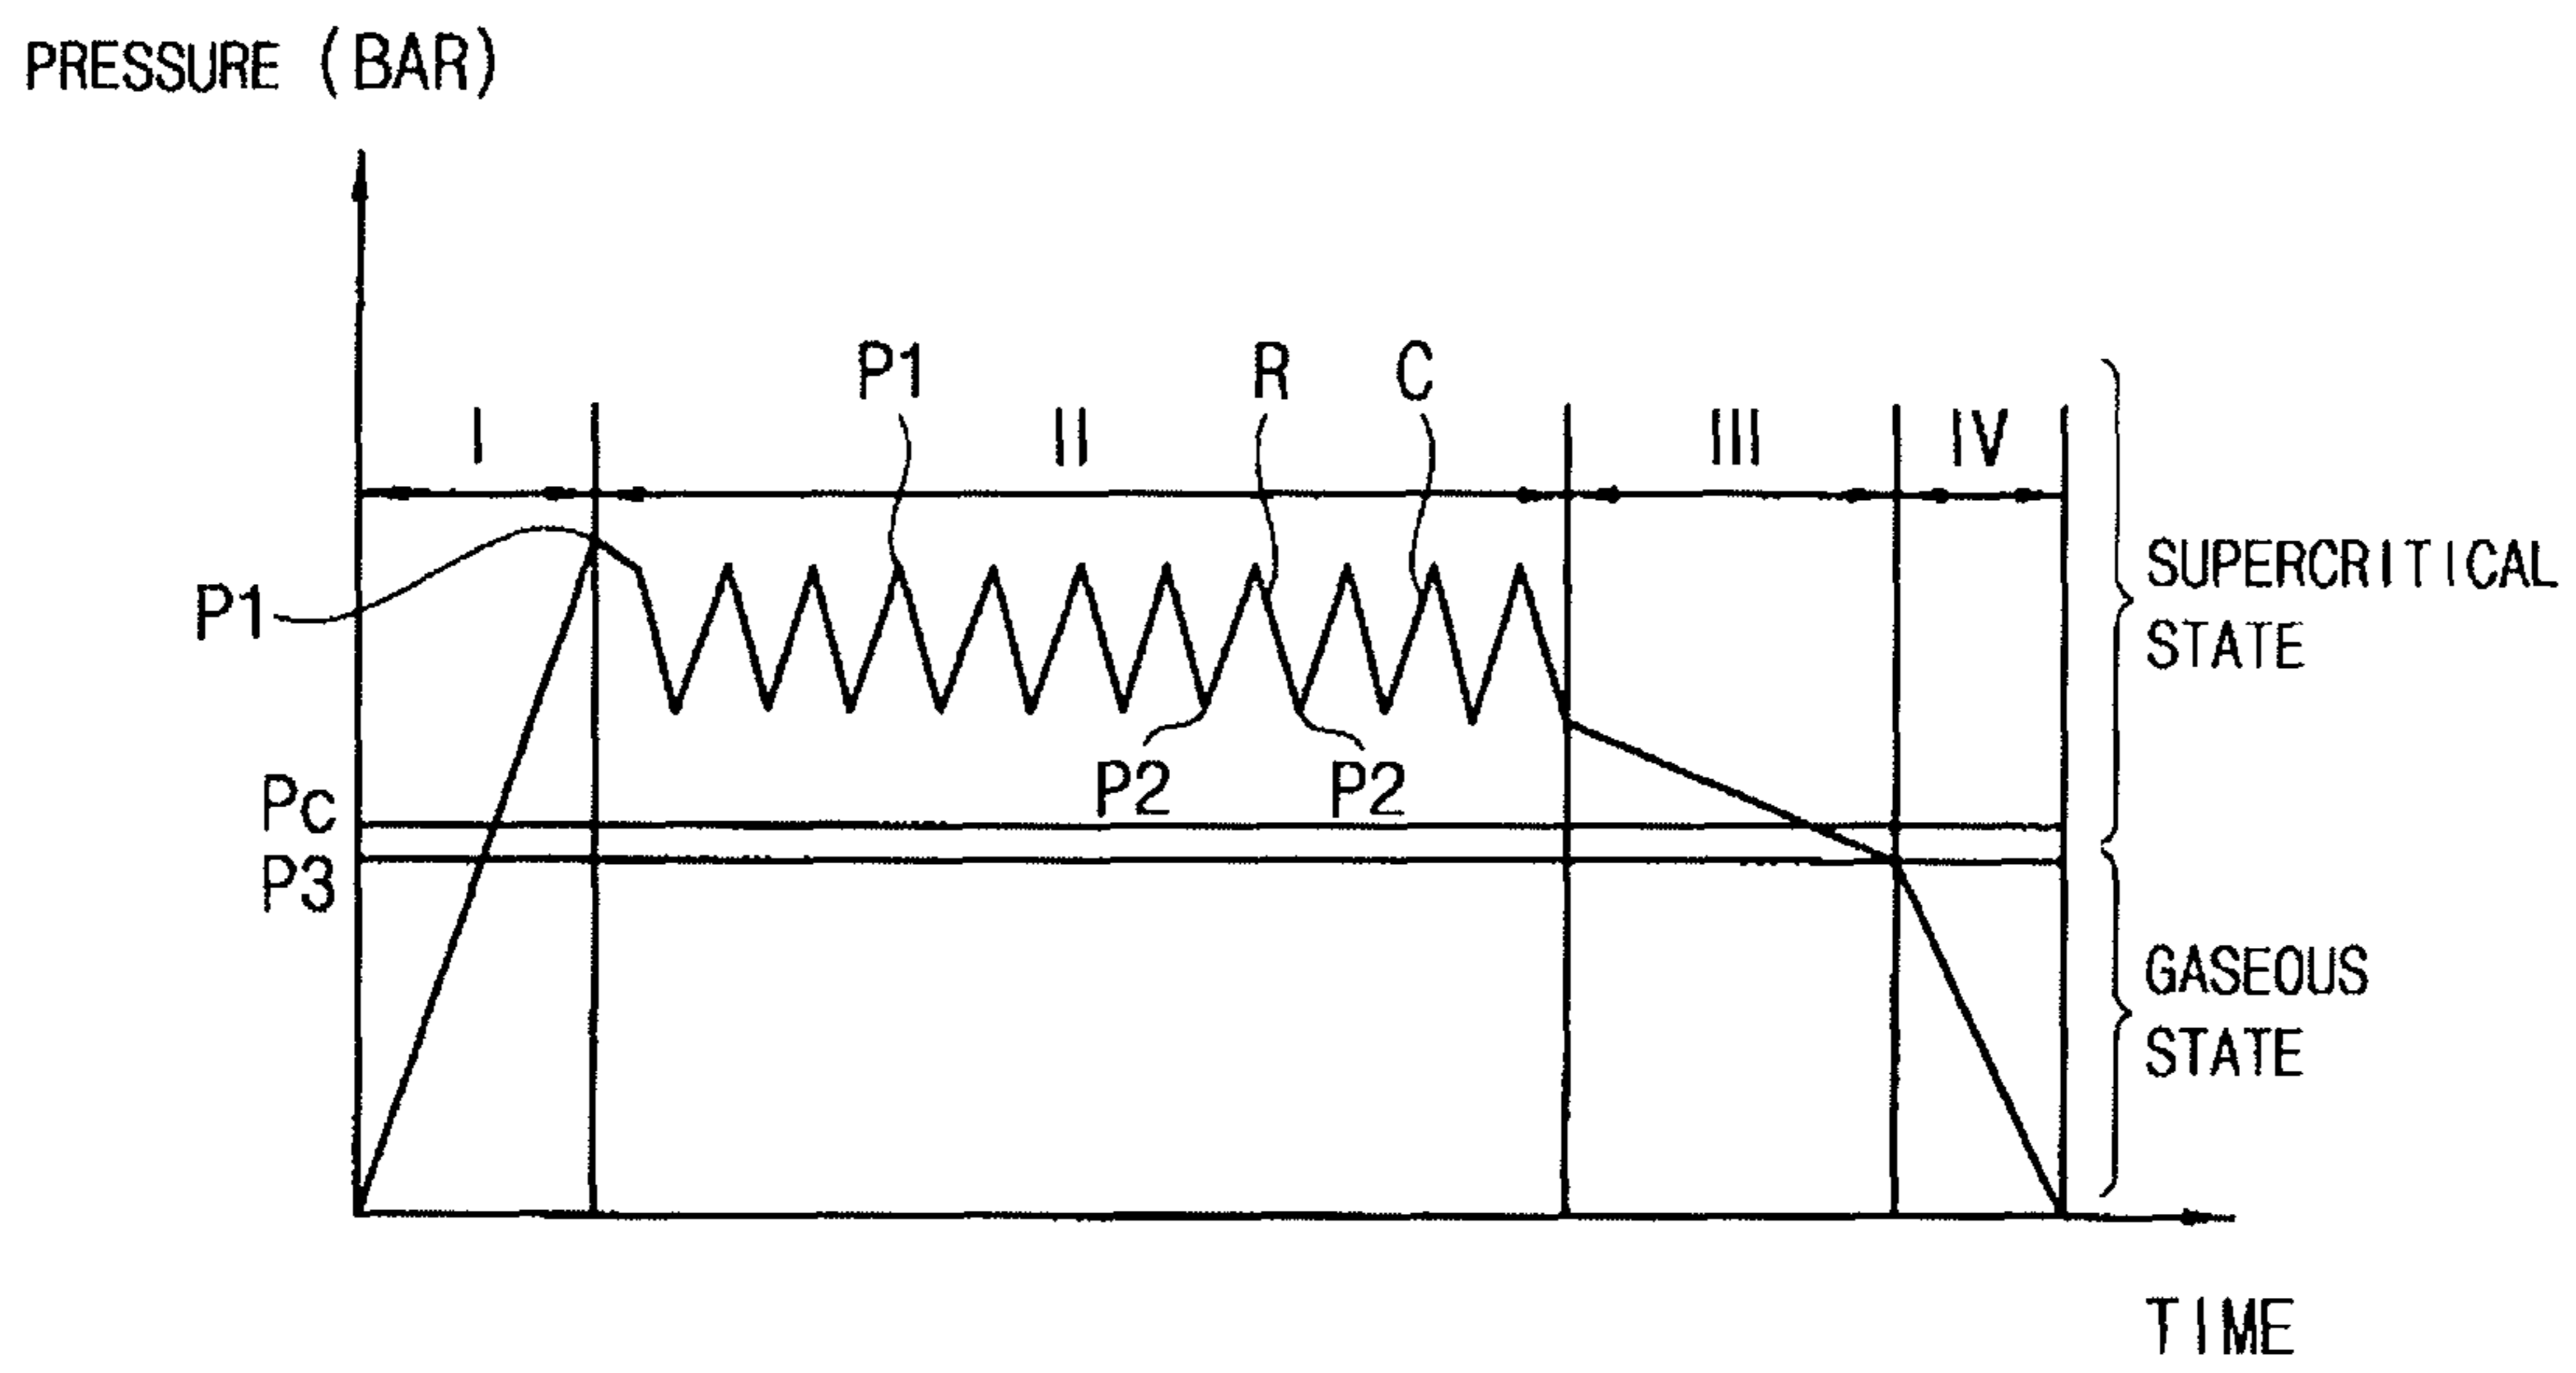 PRESSURE (BAR)
P1 R C
I II III IV
P1
SUPERCRITICAL
STATE
P2 P2
Pc
P3
GASEOUS
STATE
TIME